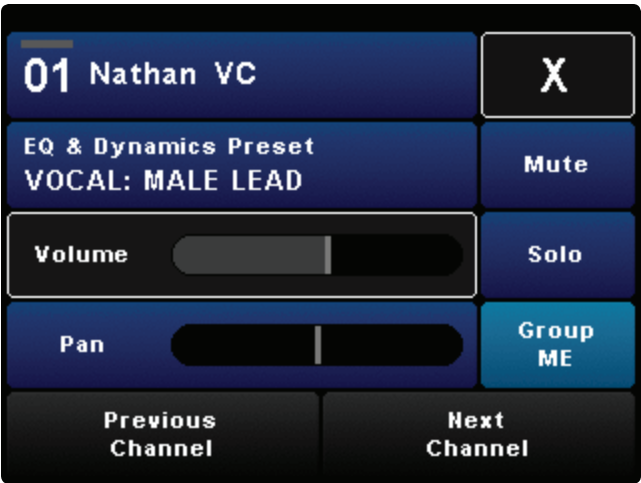 01 Nathan VC
X
EQ & Dynamics Preset
VOCAL: MALE LEAD
Mute
Volume
Solo
Pan
Group
ME
Previous
Channel
Next
Channel